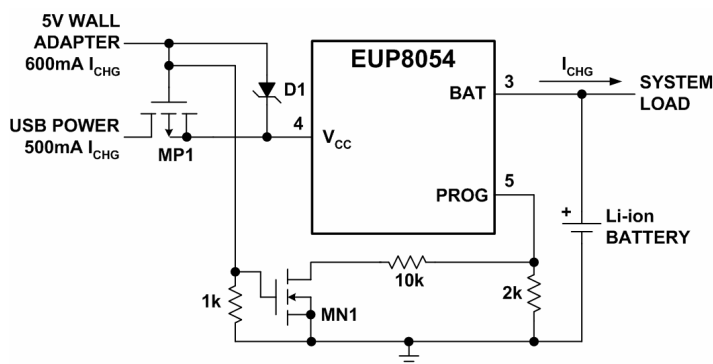 5V WALL
ADAPTER
600mA ICHG
USB POWER
500mA ICHG
MP1
D1
4
EUP8054
VCC
BAT
PROG
3
ICHG
SYSTEM
LOAD
5
+
Li-ion
BATTERY
1k
MN1
10k
2k